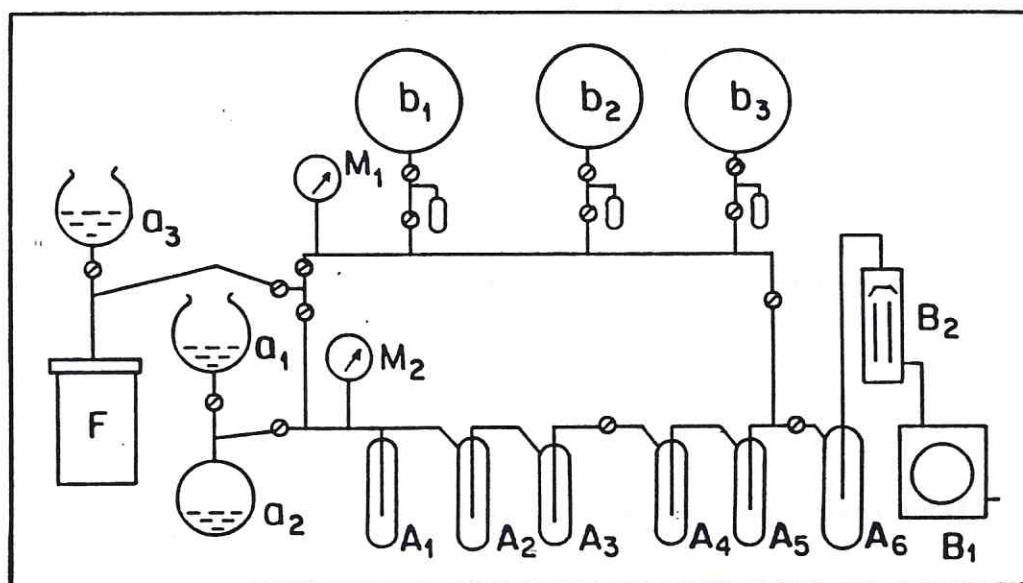 b₁
b₂
b₃
M₁
a₃
a₁
M₂
B₂
F
a₂
A₁
A₂
A₃
A₄
A₅
A₆
B₁